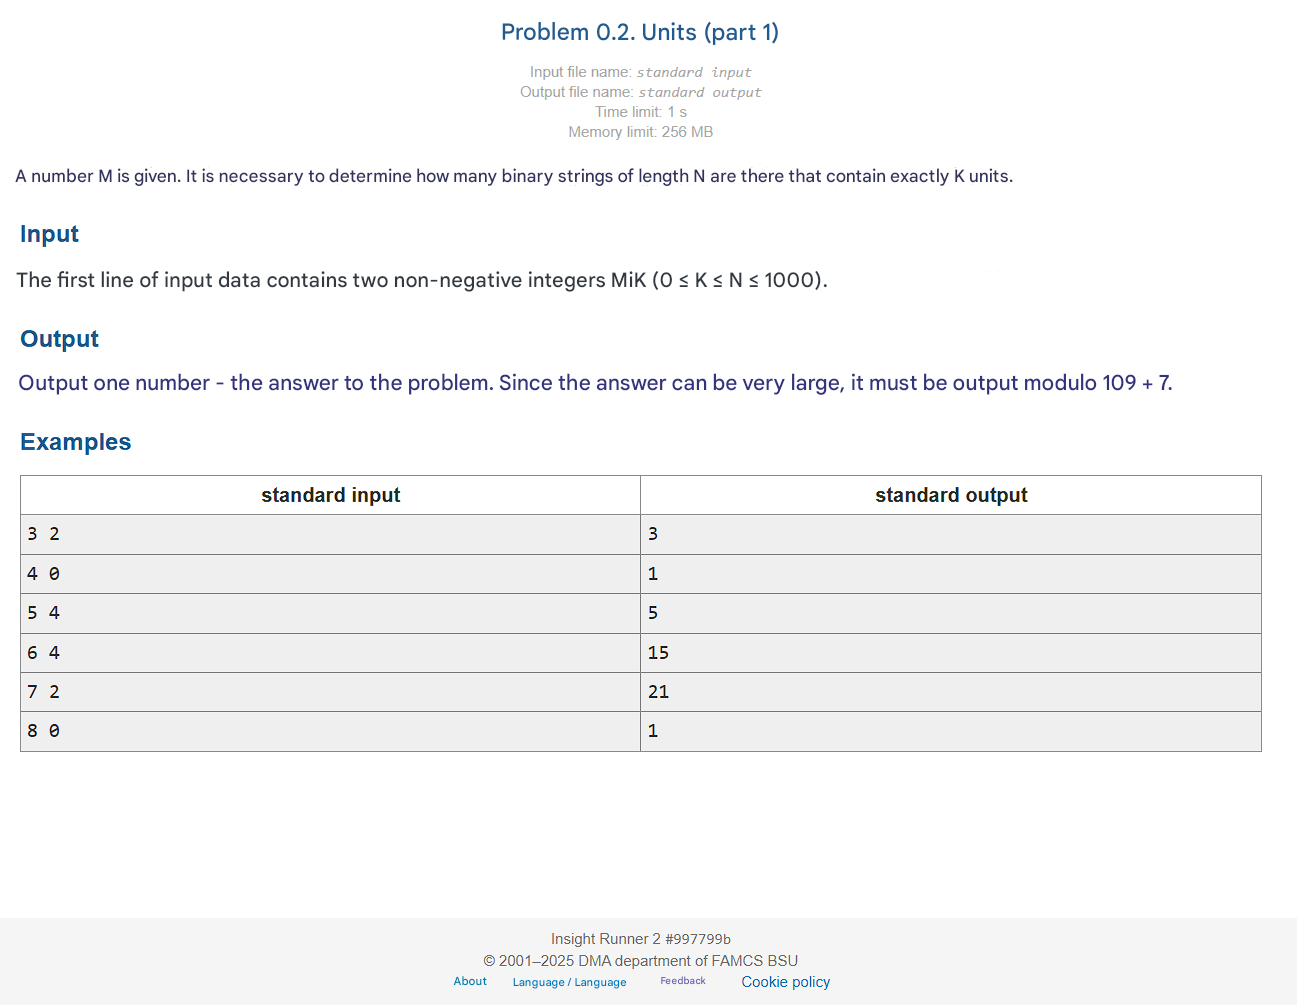 Problem 0.2. Units (part 1)
Input file name: standard input
Output file name: standard output
Time limit: 1 s
Memory limit: 256 MB
A number M is given. It is necessary to determine how many binary strings of length N are there that contain exactly K units.
Input
The first line of input data contains two non-negative integers MiK (0 ≤ K ≤ N ≤ 1000).
Output
Output one number - the answer to the problem. Since the answer can be very large, it must be output modulo 109 + 7.
Examples
standard input standard output
3 2 3
4 0 1
5 4 5
6 4 15
7 2 21
8 0 1
Insight Runner 2 #997799b
© 2001–2025 DMA department of FAMCS BSU
About Language / Language Feedback Cookie policy